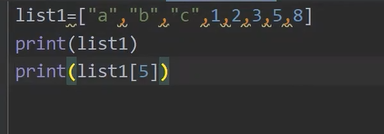 list1=["a","b","c",1,2,3,5,8]
print(list1)
print(list1[5])